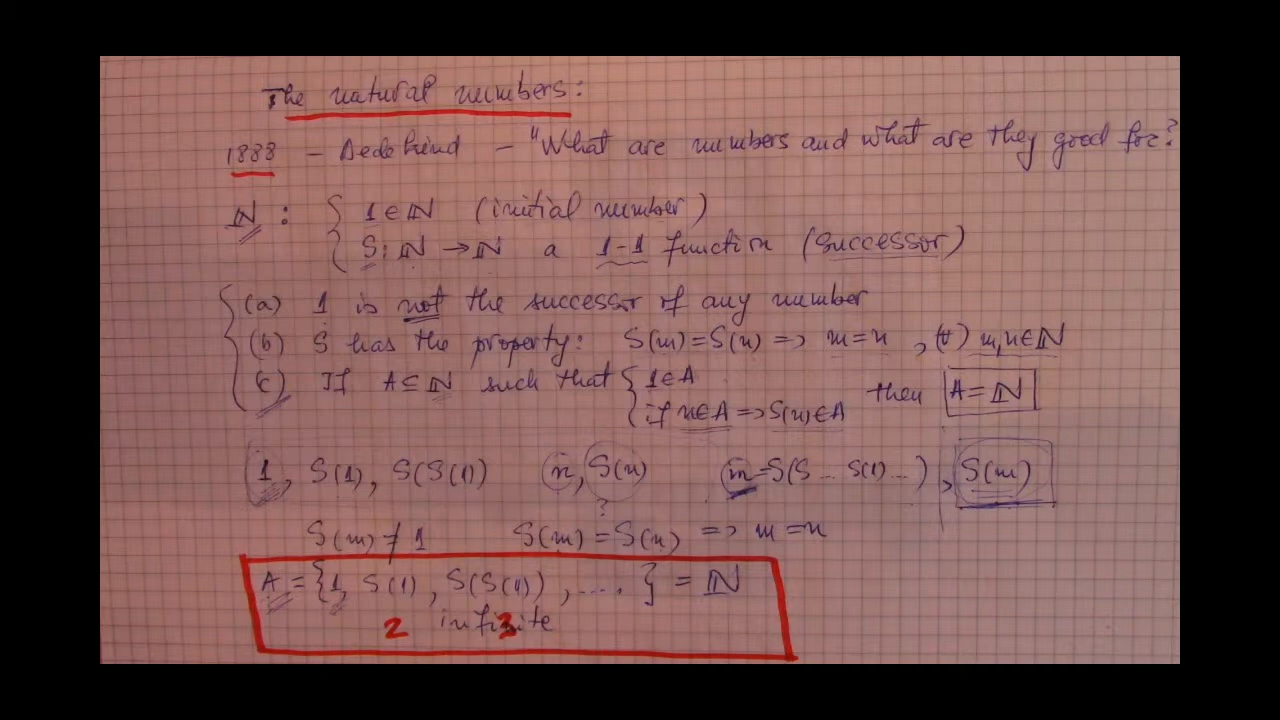 The natural numbers:
1888 - Dedekind - "What are numbers and what are they good for?
ℕ : { 1 ∈ ℕ (initial number)
{ S: ℕ → ℕ a 1-1 function (successor)
(a) 1 is not the successor of any number
(b) S has the property: S(m)=S(n) => m=n, (∀) m,n∈ℕ
(c) If A⊆ℕ such that { 1∈A
{ if n∈A => S(n)∈A then A=ℕ
1, S(1), S(S(1)) n, S(n) m=S(S...S(1)...), S(m)
?
S(m) ≠ 1 S(m)=S(n) => m=n
A={1, S(1), S(S(1)), .... } = ℕ
2 infinite 3